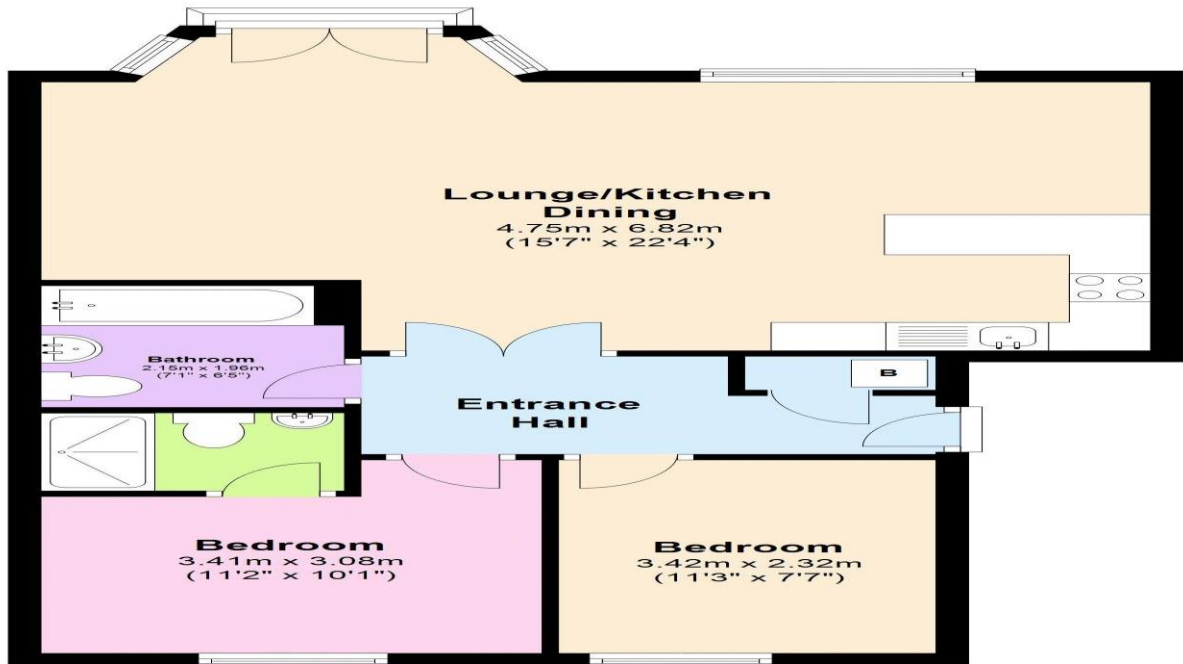 Lounge/Kitchen
Dining
4.75m x 6.82m
(15'7" x 22'4")
Bathroom
2.15m x 1.96m
(7'1" x 6'5")
B
Entrance
Hall
Bedroom
3.41m x 3.08m
(11'2" x 10'1")
Bedroom
3.42m x 2.32m
(11'3" x 7'7")